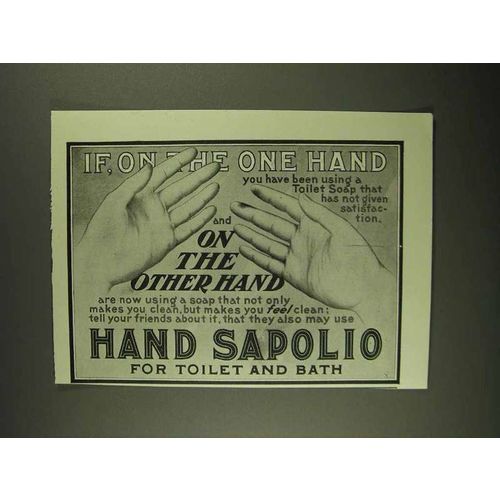 IF, ON THE ONE HAND
you have been using a
Toilet Soap that
has not given
satisfac-
tion,
and
ON
THE
OTHER HAND
are now using a soap that not only
makes you clean, but makes you feel clean;
tell your friends about it, that they also may use
HAND SAPOLIO
FOR TOILET AND BATH